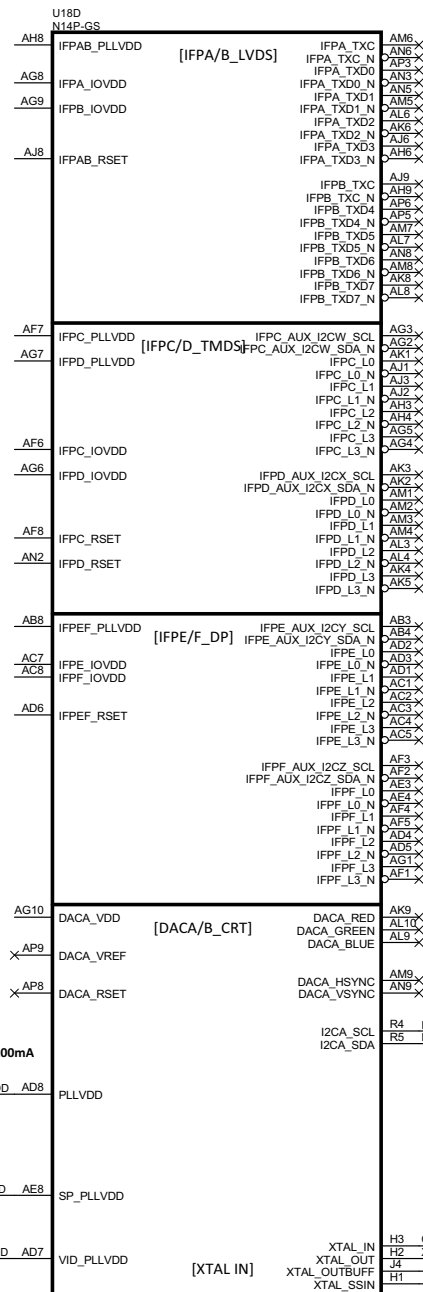 U18D
N14P-GS
[IFPA/B_LVDS]
AH8 IFPAB_PLLVDD
AG8 IFPA_IOVDD
AG9 IFPB_IOVDD
AJ8 IFPAB_RSET
IFPA_TXC AM6
IFPA_TXC_N AN6
IFPA_TXD0 AP3
IFPA_TXD0_N AN3
IFPA_TXD1 AN5
IFPA_TXD1_N AM5
IFPA_TXD2 AL6
IFPA_TXD2_N AK6
IFPA_TXD3 AJ6
IFPA_TXD3_N AH6
IFPB_TXC AJ9
IFPB_TXC_N AH9
IFPB_TXD4 AP6
IFPB_TXD4_N AP5
IFPB_TXD5 AM7
IFPB_TXD5_N AL7
IFPB_TXD6 AN8
IFPB_TXD6_N AM8
IFPB_TXD7 AK8
IFPB_TXD7_N AL8
[IFPC/D_TMDS]
AF7 IFPC_PLLVDD
AG7 IFPD_PLLVDD
AF6 IFPC_IOVDD
AG6 IFPD_IOVDD
AF8 IFPC_RSET
AN2 IFPD_RSET
IFPC_AUX_I2CW_SCL AG3
IFPC_AUX_I2CW_SDA_N AG2
IFPC_L0 AK1
IFPC_L0_N AJ1
IFPC_L1 AJ3
IFPC_L1_N AJ2
IFPC_L2 AH3
IFPC_L2_N AH4
IFPC_L3 AG5
IFPC_L3_N AG4
IFPD_AUX_I2CX_SCL AK3
IFPD_AUX_I2CX_SDA_N AK2
IFPD_L0 AM1
IFPD_L0_N AM2
IFPD_L1 AM3
IFPD_L1_N AM4
IFPD_L2 AL3
IFPD_L2_N AL4
IFPD_L3 AK4
IFPD_L3_N AK5
[IFPE/F_DP]
AB8 IFPEF_PLLVDD
AC7 IFPE_IOVDD
AC8 IFPF_IOVDD
AD6 IFPEF_RSET
IFPE_AUX_I2CY_SCL AB3
IFPE_AUX_I2CY_SDA_N AB4
IFPE_L0 AD2
IFPE_L0_N AD3
IFPE_L1 AD1
IFPE_L1_N AC1
IFPE_L2 AC2
IFPE_L2_N AC3
IFPE_L3 AC4
IFPE_L3_N AC5
IFPF_AUX_I2CZ_SCL AF3
IFPF_AUX_I2CZ_SDA_N AF2
IFPF_L0 AE3
IFPF_L0_N AE4
IFPF_L1 AF4
IFPF_L1_N AF5
IFPF_L2 AD4
IFPF_L2_N AD5
IFPF_L3 AG1
IFPF_L3_N AF1
[DACA/B_CRT]
AG10 DACA_VDD
AP9 DACA_VREF
AP8 DACA_RSET
DACA_RED AK9
DACA_GREEN AL10
DACA_BLUE AL9
DACA_HSYNC AM9
DACA_VSYNC AN9
I2CA_SCL R4
I2CA_SDA R5
00mA
D AD8 PLLVDD
D AE8 SP_PLLVDD
D AD7 VID_PLLVDD
[XTAL IN]
XTAL_IN H3
XTAL_OUT H2
XTAL_OUTBUFF J4
XTAL_SSIN H1